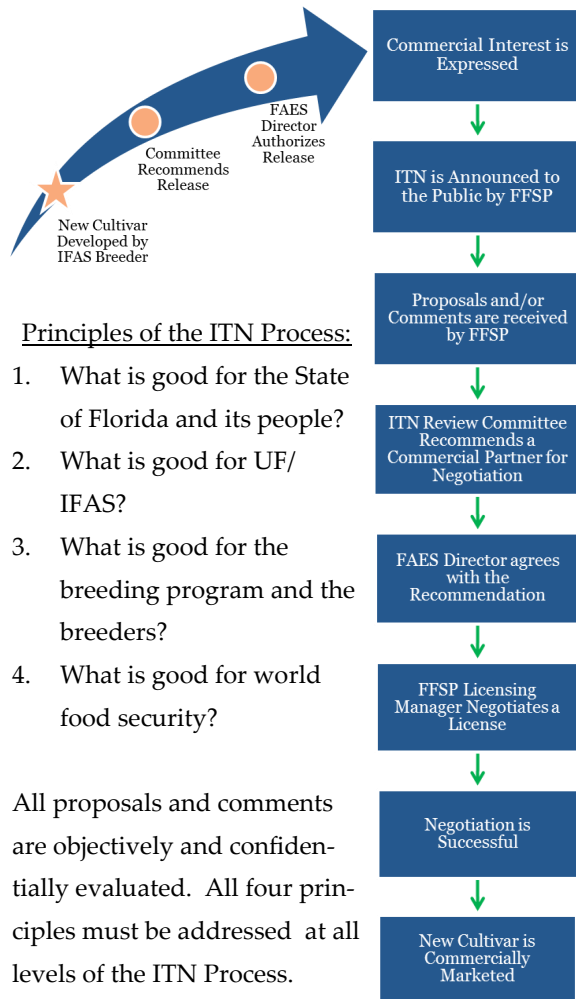 New Cultivar
Developed by
IFAS Breeder
Committee
Recommends
Release
FAES
Director
Authorizes
Release
Commercial Interest is
Expressed
ITN is Announced to
the Public by FFSP
Proposals and/or
Comments are received
by FFSP
ITN Review Committee
Recommends a
Commercial Partner for
Negotiation
FAES Director agrees
with the
Recommendation
FFSP Licensing
Manager Negotiates a
License
Negotiation is
Successful
New Cultivar is
Commercially
Marketed
Principles of the ITN Process:
1. What is good for the State
of Florida and its people?
2. What is good for UF/
IFAS?
3. What is good for the
breeding program and the
breeders?
4. What is good for world
food security?
All proposals and comments
are objectively and confiden-
tially evaluated. All four prin-
ciples must be addressed at all
levels of the ITN Process.